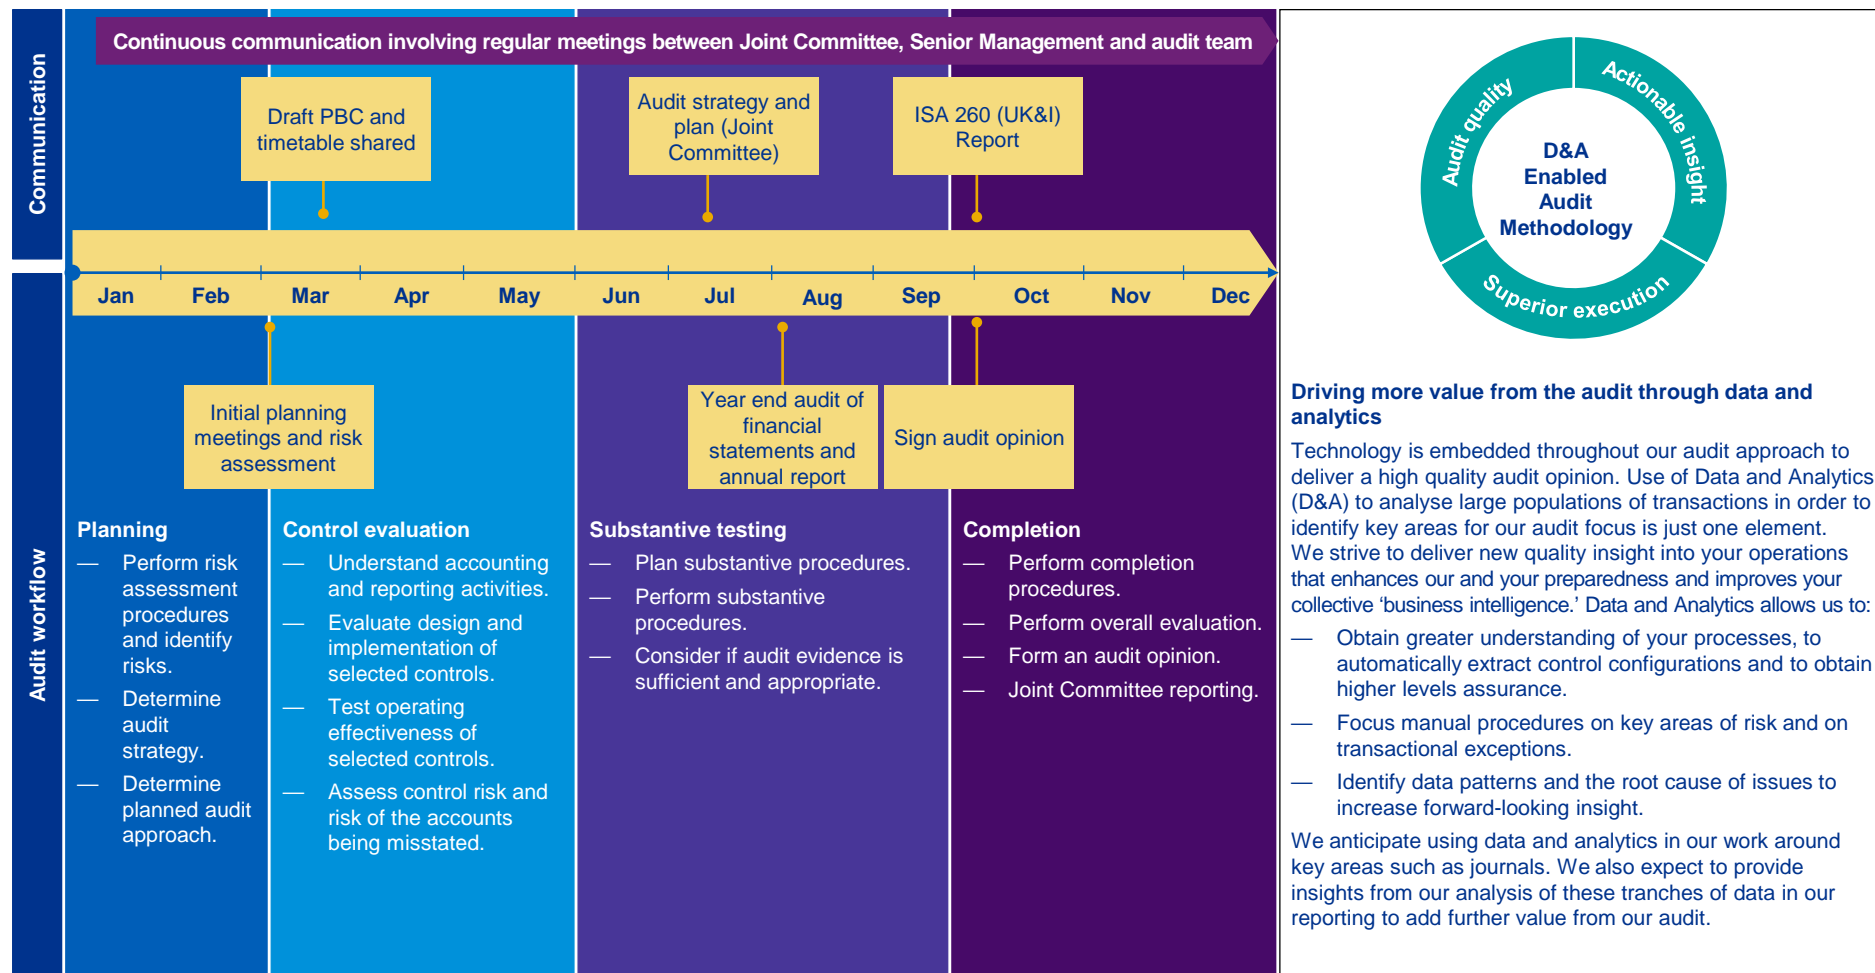 Continuous communication involving regular meetings between Joint Committee, Senior Management and audit team
Communication
Draft PBC and
timetable shared
Audit strategy and
plan (Joint
Committee)
ISA 260 (UK&I)
Report
Jan
Feb
Mar
Apr
May
Jun
Jul
Aug
Sep
Oct
Nov
Dec
Audit workflow
Initial planning
meetings and risk
assessment
Year end audit of
financial
statements and
annual report
Sign audit opinion
Planning
— Perform risk
assessment
procedures
and identify
risks.
— Determine
audit
strategy.
— Determine
planned audit
approach.
Control evaluation
— Understand accounting
and reporting activities.
— Evaluate design and
implementation of
selected controls.
— Test operating
effectiveness of
selected controls.
— Assess control risk and
risk of the accounts
being misstated.
Substantive testing
— Plan substantive procedures.
— Perform substantive
procedures.
— Consider if audit evidence is
sufficient and appropriate.
Completion
— Perform completion
procedures.
— Perform overall evaluation.
— Form an audit opinion.
— Joint Committee reporting.
Audit quality
Actionable insight
Superior execution
D&A
Enabled
Audit
Methodology
Driving more value from the audit through data and
analytics
Technology is embedded throughout our audit approach to
deliver a high quality audit opinion. Use of Data and Analytics
(D&A) to analyse large populations of transactions in order to
identify key areas for our audit focus is just one element.
We strive to deliver new quality insight into your operations
that enhances our and your preparedness and improves your
collective ‘business intelligence.’ Data and Analytics allows us to:
— Obtain greater understanding of your processes, to
automatically extract control configurations and to obtain
higher levels assurance.
— Focus manual procedures on key areas of risk and on
transactional exceptions.
— Identify data patterns and the root cause of issues to
increase forward-looking insight.
We anticipate using data and analytics in our work around
key areas such as journals. We also expect to provide
insights from our analysis of these tranches of data in our
reporting to add further value from our audit.